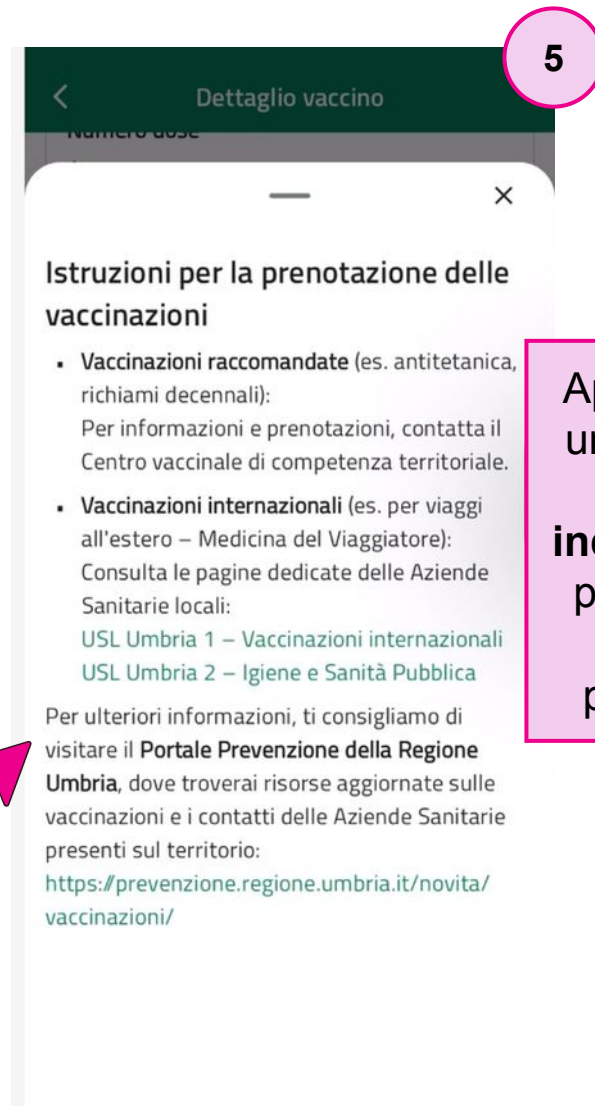 5
Dettaglio vaccino
Numero dose
Istruzioni per la prenotazione delle
vaccinazioni
• Vaccinazioni raccomandate (es. antitetanica,
richiami decennali):
Per informazioni e prenotazioni, contatta il
Centro vaccinale di competenza territoriale.
• Vaccinazioni internazionali (es. per viaggi
all'estero – Medicina del Viaggiatore):
Consulta le pagine dedicate delle Aziende
Sanitarie locali:
USL Umbria 1 – Vaccinazioni internazionali
USL Umbria 2 – Igiene e Sanità Pubblica
Per ulteriori informazioni, ti consigliamo di
visitare il Portale Prevenzione della Regione
Umbria, dove troverai risorse aggiornate sulle
vaccinazioni e i contatti delle Aziende Sanitarie
presenti sul territorio:
https://prevenzione.regione.umbria.it/novita/
vaccinazioni/